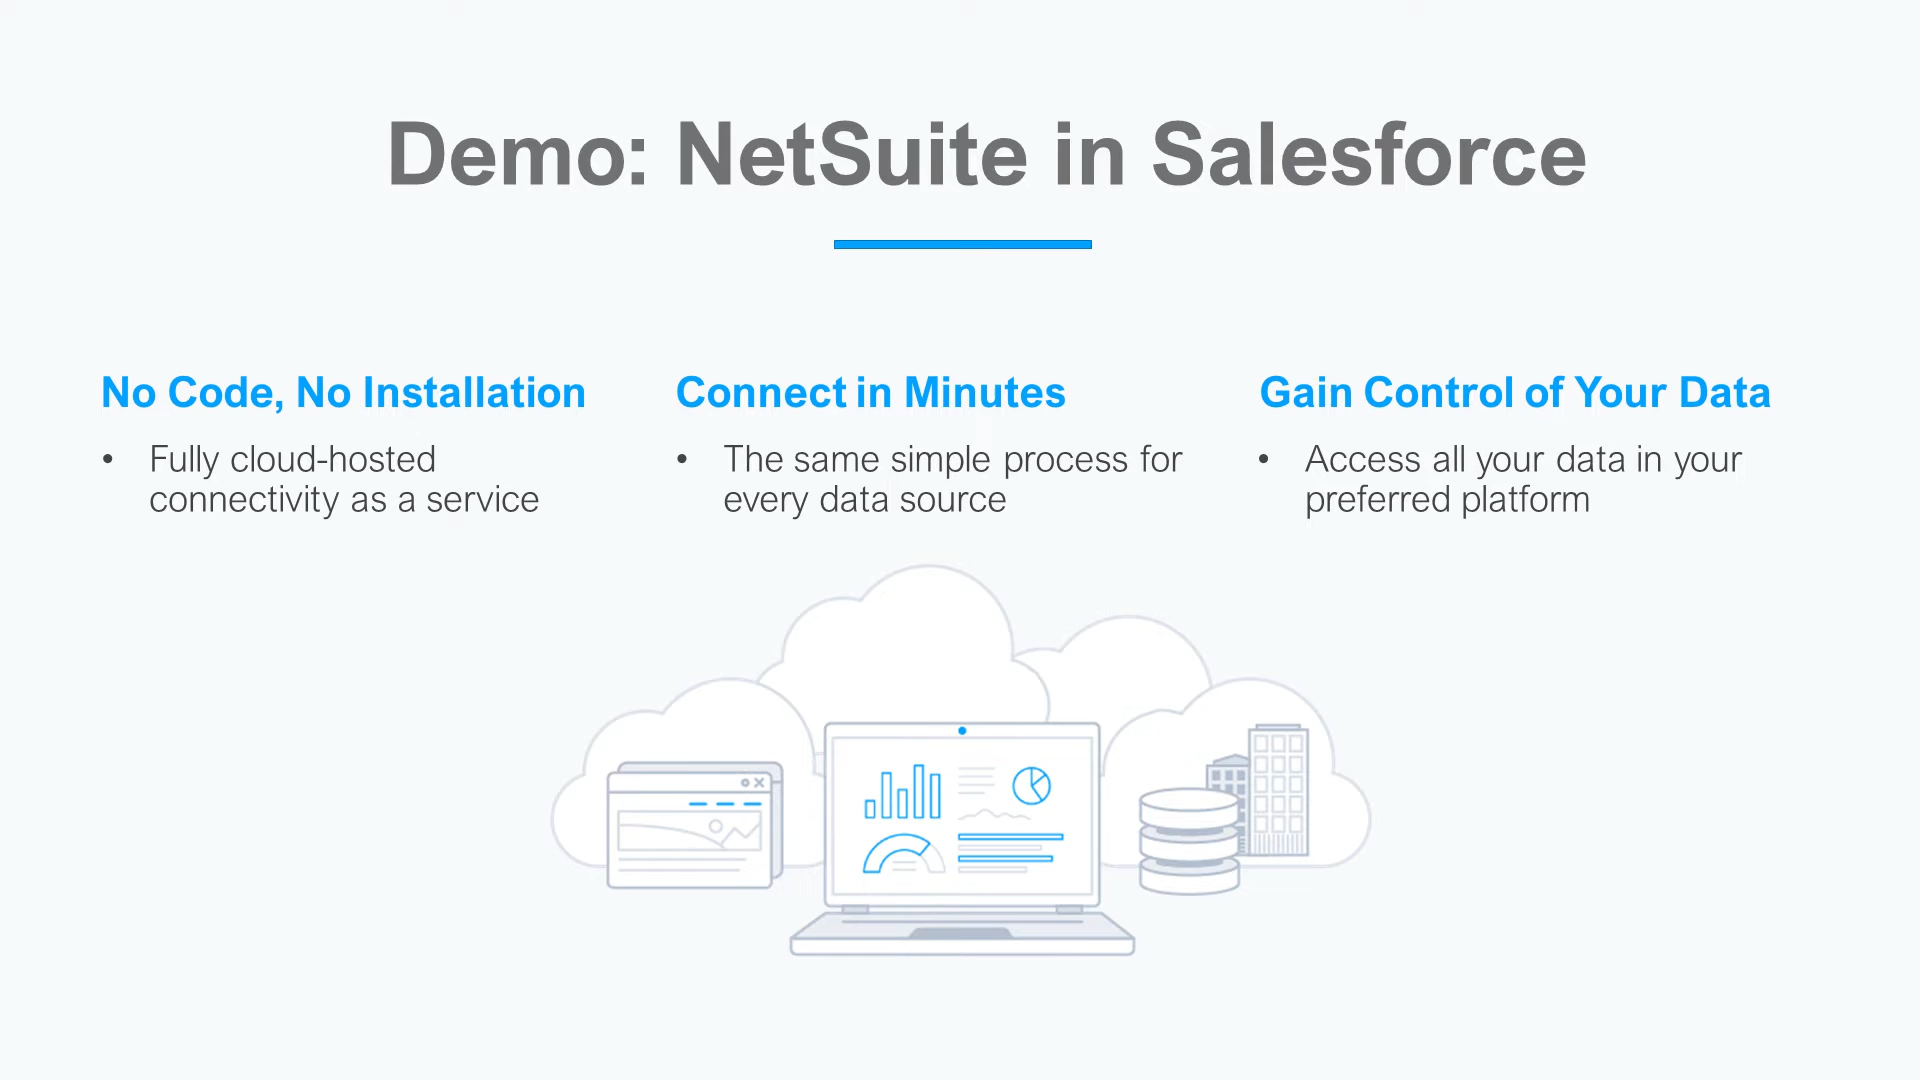 Demo: NetSuite in Salesforce
No Code, No Installation
• Fully cloud-hosted
connectivity as a service
Connect in Minutes
• The same simple process for
every data source
Gain Control of Your Data
• Access all your data in your
preferred platform